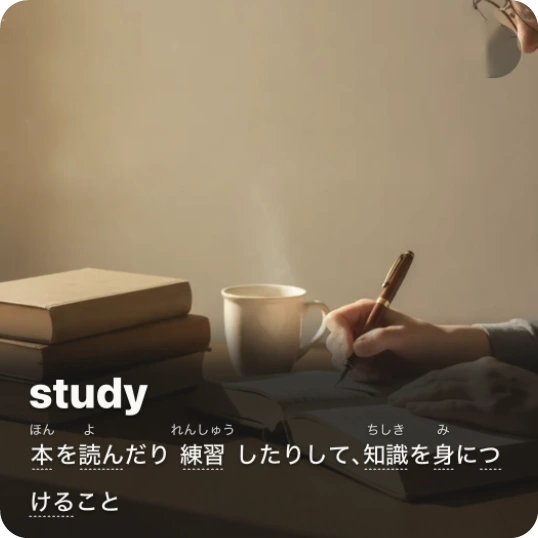 study
ほん よ れんしゅう ちしき み
本を読んだり 練習 したりして、知識を身につ
けること